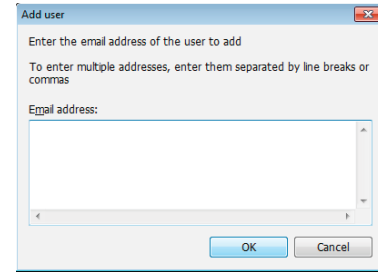 Add user
Enter the email address of the user to add
To enter multiple addresses, enter them separated by line breaks or
commas
Email address:
OK Cancel